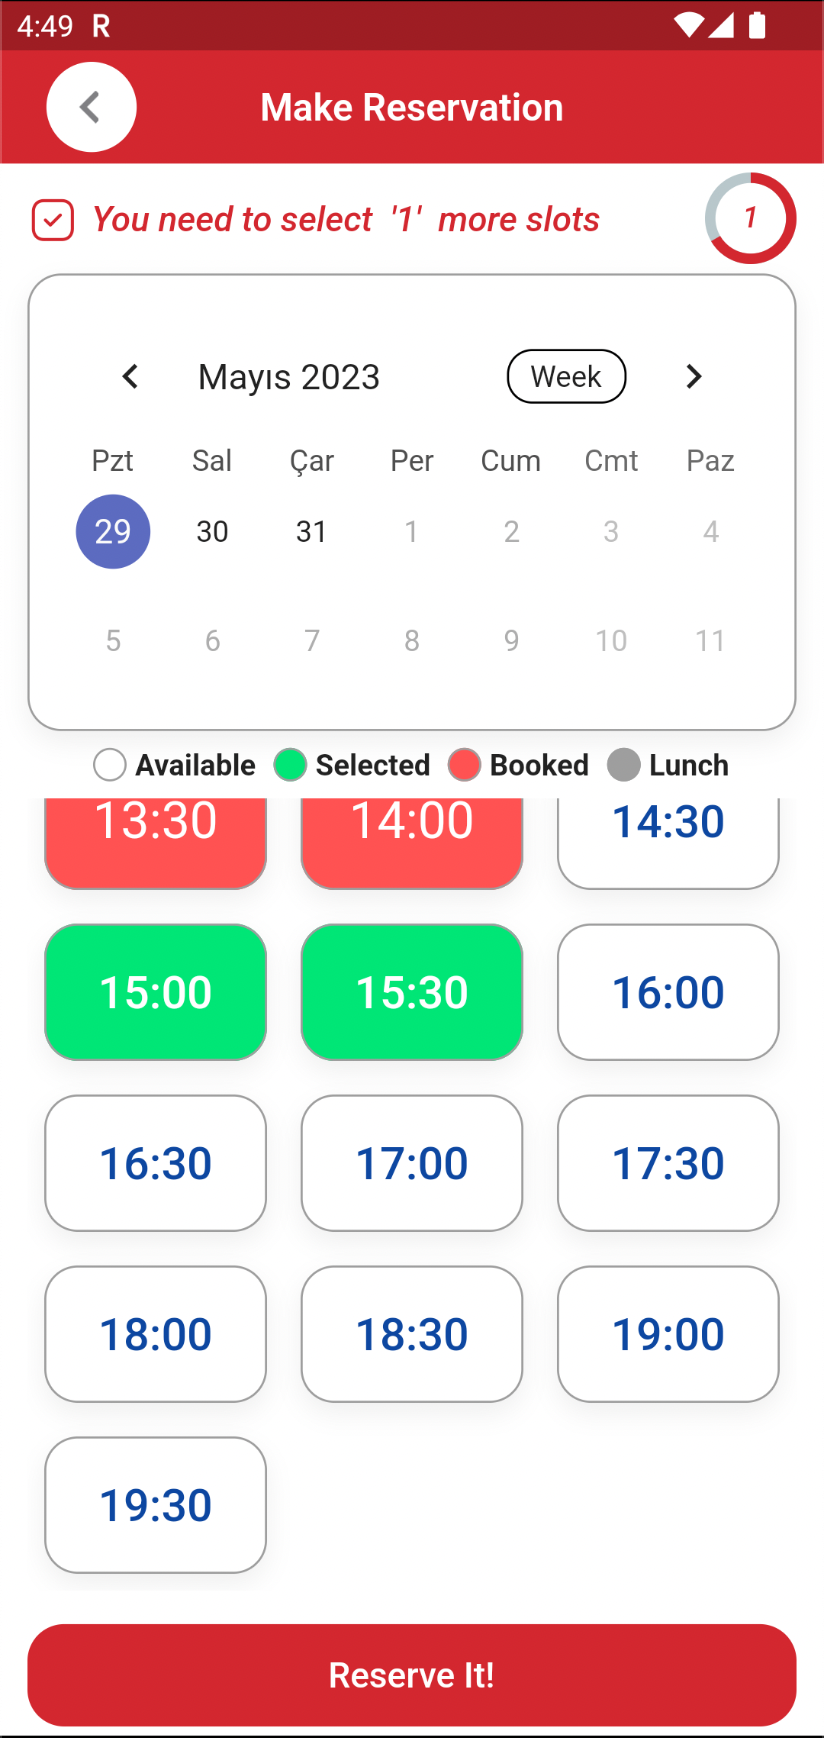 4:49 R
Make Reservation
You need to select '1' more slots
1
Mayıs 2023 Week
Pzt Sal Çar Per Cum Cmt Paz
29 30 31 1 2 3 4
5 6 7 8 9 10 11
Available Selected Booked Lunch
13:30 14:00 14:30
15:00 15:30 16:00
16:30 17:00 17:30
18:00 18:30 19:00
19:30
Reserve It!